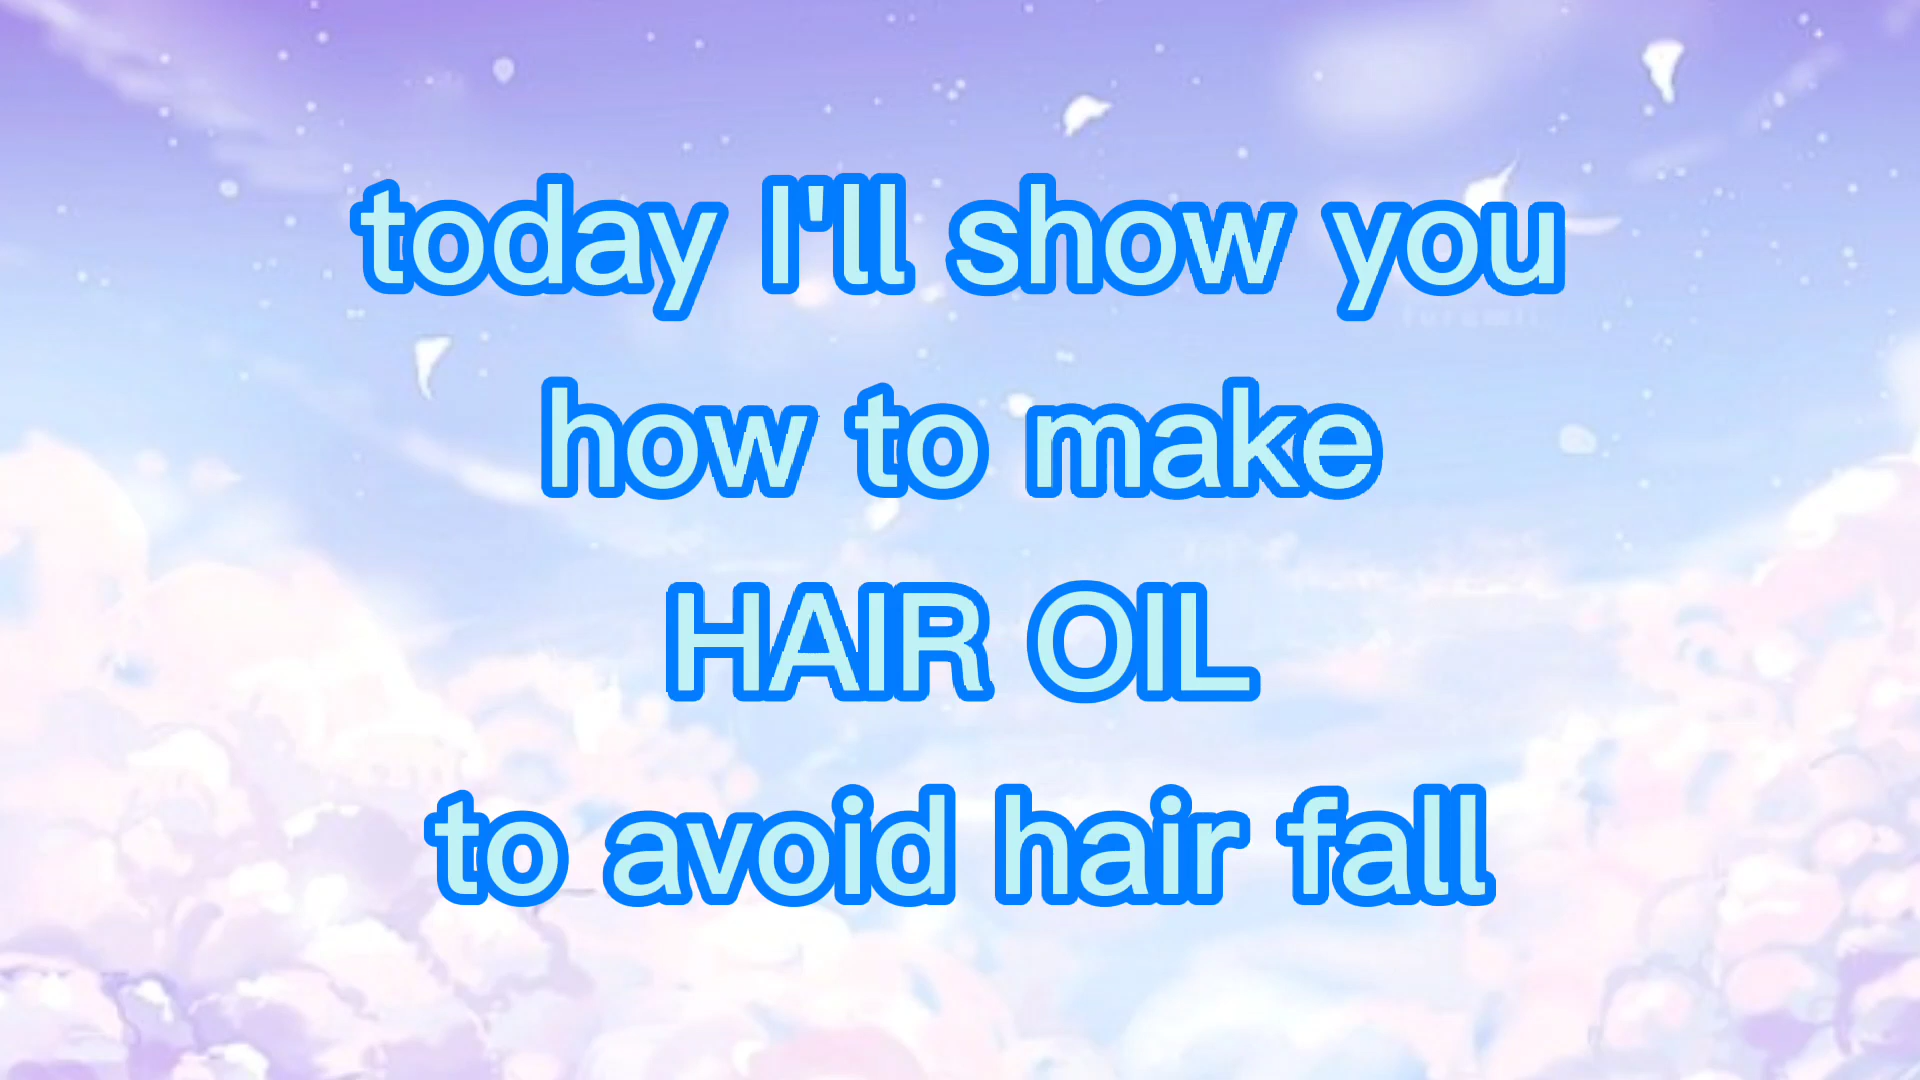 today I'll show you
how to make
HAIR OIL
to avoid hair fall